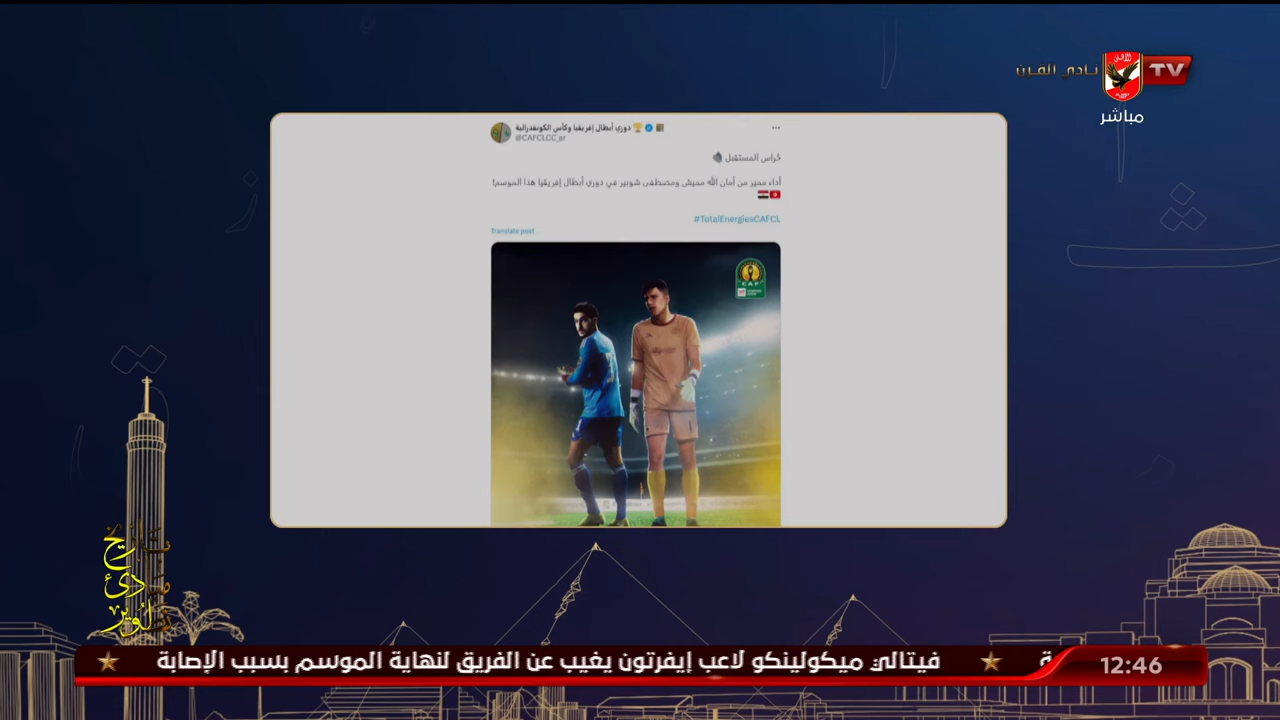 نادي القرن
TV
مباشر
دوري أبطال إفريقيا وكأس الكونفدرالية
@CAFCLCC_ar
حُراس المستقبل
أداء مميز من أمان الله مميش ومصطفى شوبير في دوري أبطال إفريقيا هذا الموسم!
#TotalEnergiesCAFCL
Translate post
CAF
12:46
ة ★ فيتالي ميكولينكو لاعب إيفرتون يغيب عن الفريق لنهاية الموسم بسبب الإصابة ★